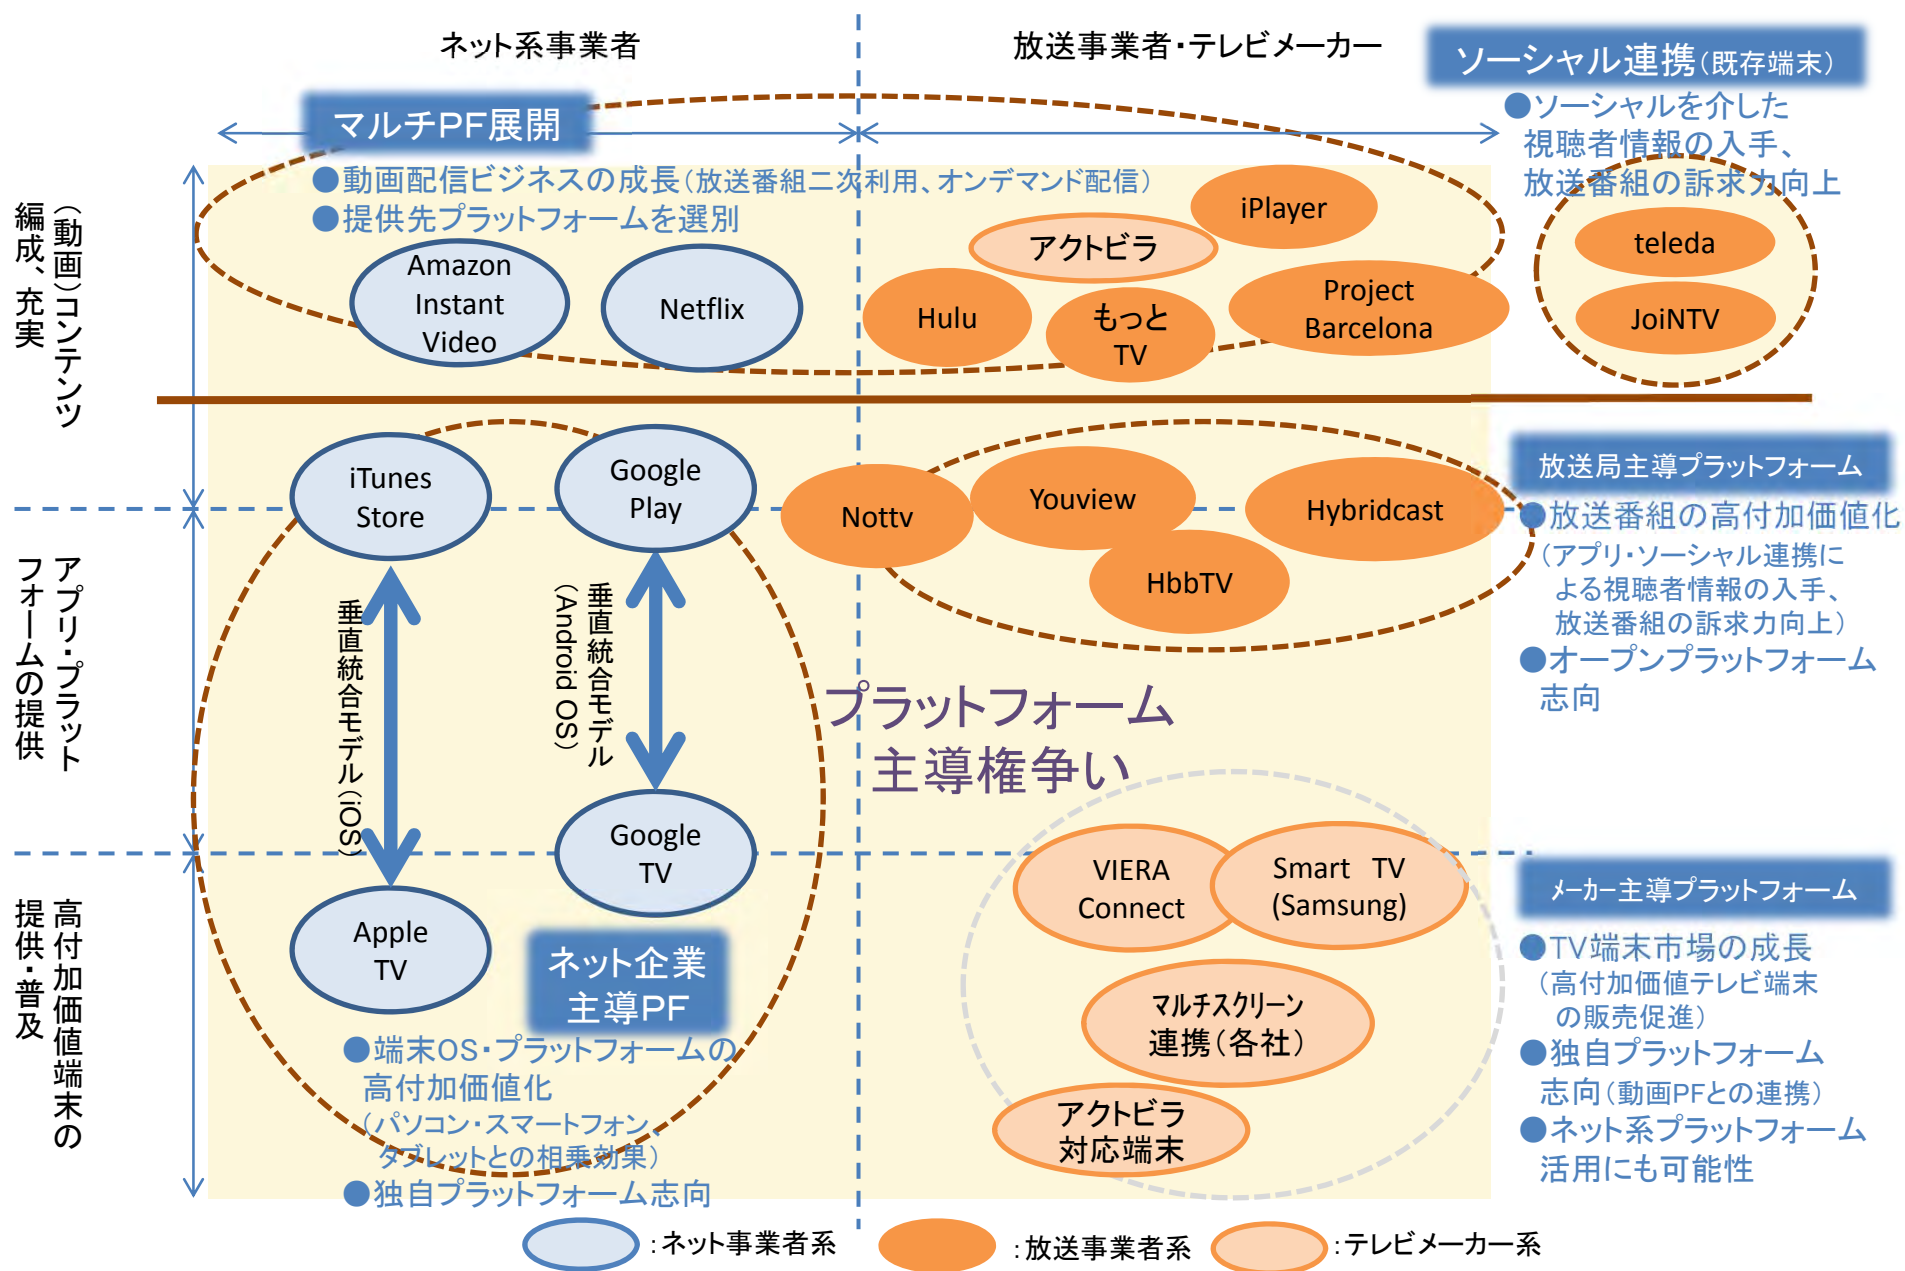 ネット系事業者
放送事業者・テレビメーカー
ソーシャル連携(既存端末)
●ソーシャルを介した
視聴者情報の入手、
放送番組の訴求力向上
マルチPF展開
●動画配信ビジネスの成長(放送番組二次利用、オンデマンド配信)
●提供先プラットフォームを選別
(動画)コンテンツ
編成、充実
iPlayer
アクトビラ
teleda
Amazon
Instant
Video
Netflix
Hulu
もっと
TV
Project
Barcelona
JoiNTV
iTunes
Store
Google
Play
Nottv
Youview
Hybridcast
HbbTV
放送局主導プラットフォーム
●放送番組の高付加価値化
(アプリ・ソーシャル連携に
よる視聴者情報の入手、
放送番組の訴求力向上)
●オープンプラットフォーム
志向
アプリ・プラット
フォームの提供
垂直統合モデル(iOS)
垂直統合モデル
(Android OS)
プラットフォーム
主導権争い
Google
TV
Apple
TV
VIERA
Connect
Smart TV
(Samsung)
メーカー主導プラットフォーム
●TV端末市場の成長
(高付加価値テレビ端末
の販売促進)
●独自プラットフォーム
志向(動画PFとの連携)
●ネット系プラットフォーム
活用にも可能性
高付加価値端末の
提供・普及
ネット企業
主導PF
●端末OS・プラットフォームの
高付加価値化
(パソコン・スマートフォン、
タブレットとの相乗効果)
●独自プラットフォーム志向
マルチスクリーン
連携(各社)
アクトビラ
対応端末
:ネット事業者系
:放送事業者系
:テレビメーカー系